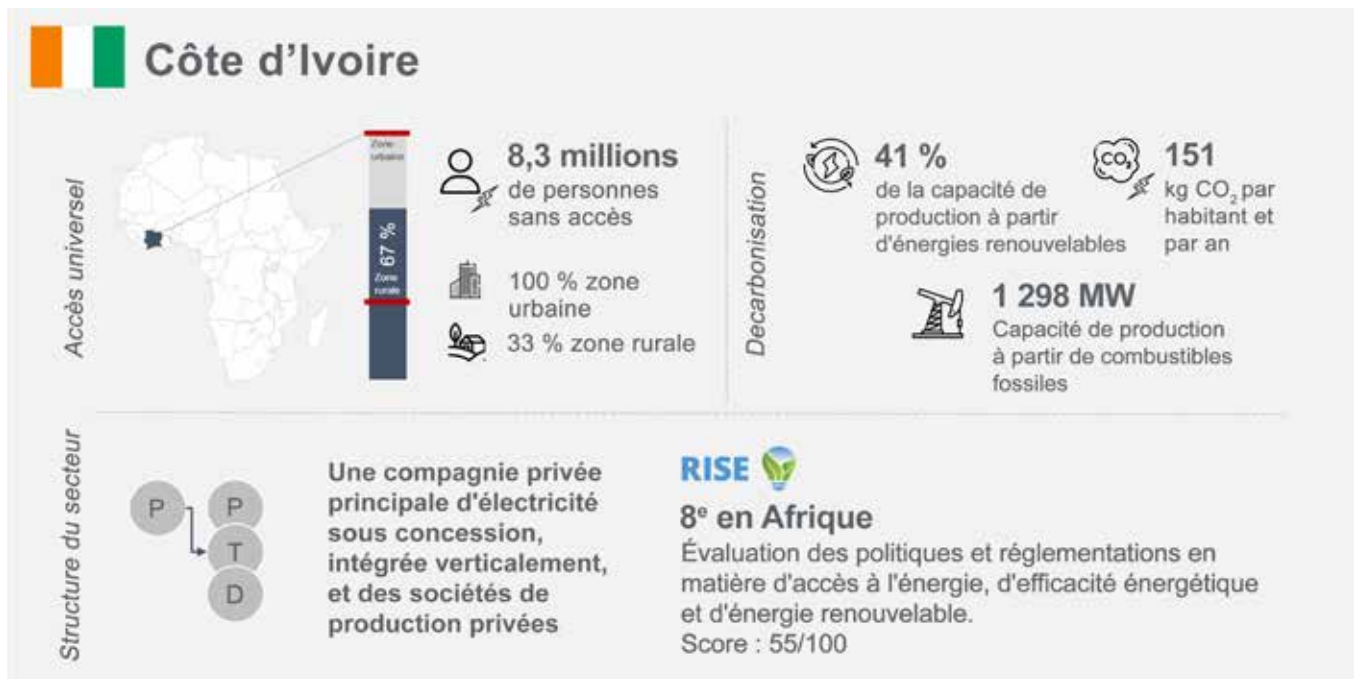 Côte d'Ivoire
Accès universel
Zone
urbaine
67 %
Zone
rurale
8,3 millions
de personnes
sans accès
100 % zone
urbaine
33 % zone rurale
Decarbonisation
41 %
de la capacité de
production à partir
d'énergies renouvelables
CO₂
151
kg CO₂ par
habitant et
par an
1 298 MW
Capacité de production
à partir de combustibles
fossiles
Structure du secteur
P
P
T
D
Une compagnie privée
principale d'électricité
sous concession,
intégrée verticalement,
et des sociétés de
production privées
RISE
8e en Afrique
Évaluation des politiques et réglementations en
matière d'accès à l'énergie, d'efficacité énergétique
et d'énergie renouvelable.
Score : 55/100